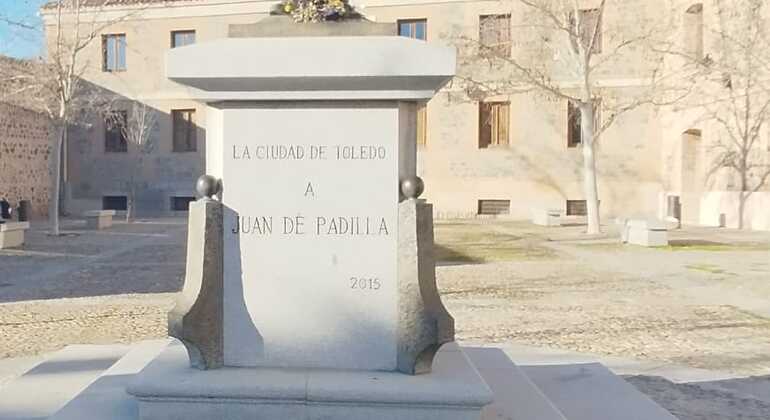 LA CIUDAD DE TOLEDO
A
JUAN DE PADILLA
2015